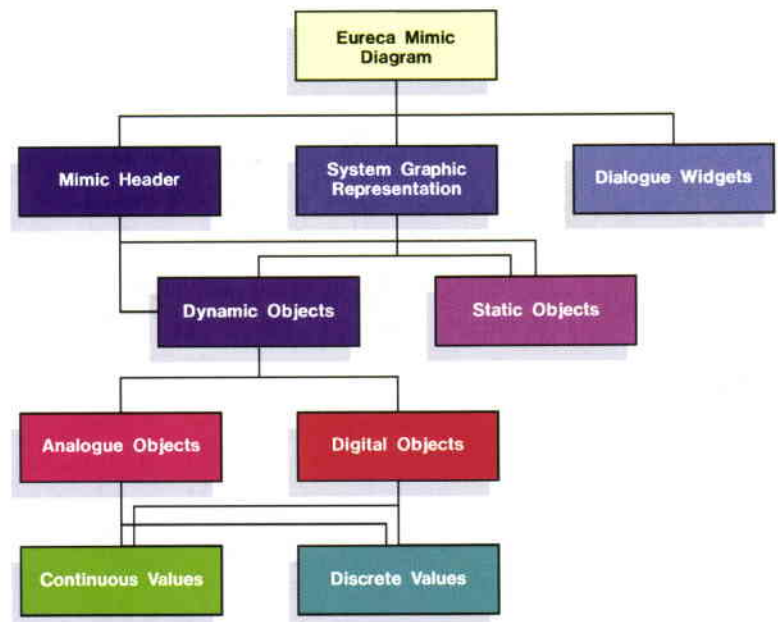 Eureca Mimic
Diagram
Mimic Header
System Graphic
Representation
Dialogue Widgets
Dynamic Objects
Static Objects
Analogue Objects
Digital Objects
Continuous Values
Discrete Values